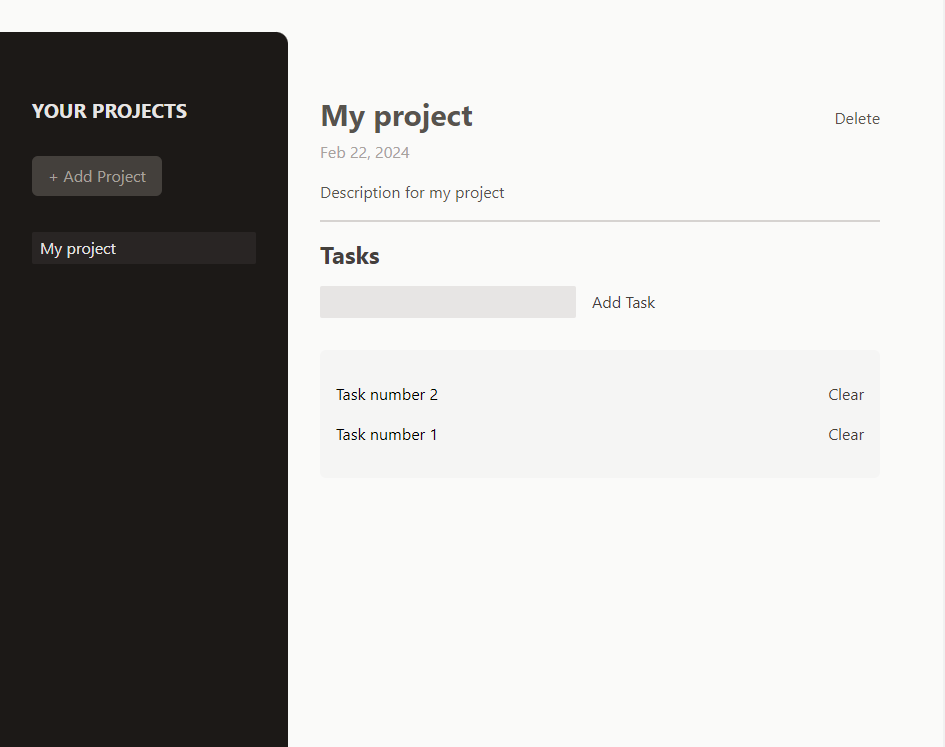 YOUR PROJECTS
+ Add Project
My project
My project
Delete
Feb 22, 2024
Description for my project
Tasks
Add Task
Task number 2
Clear
Task number 1
Clear